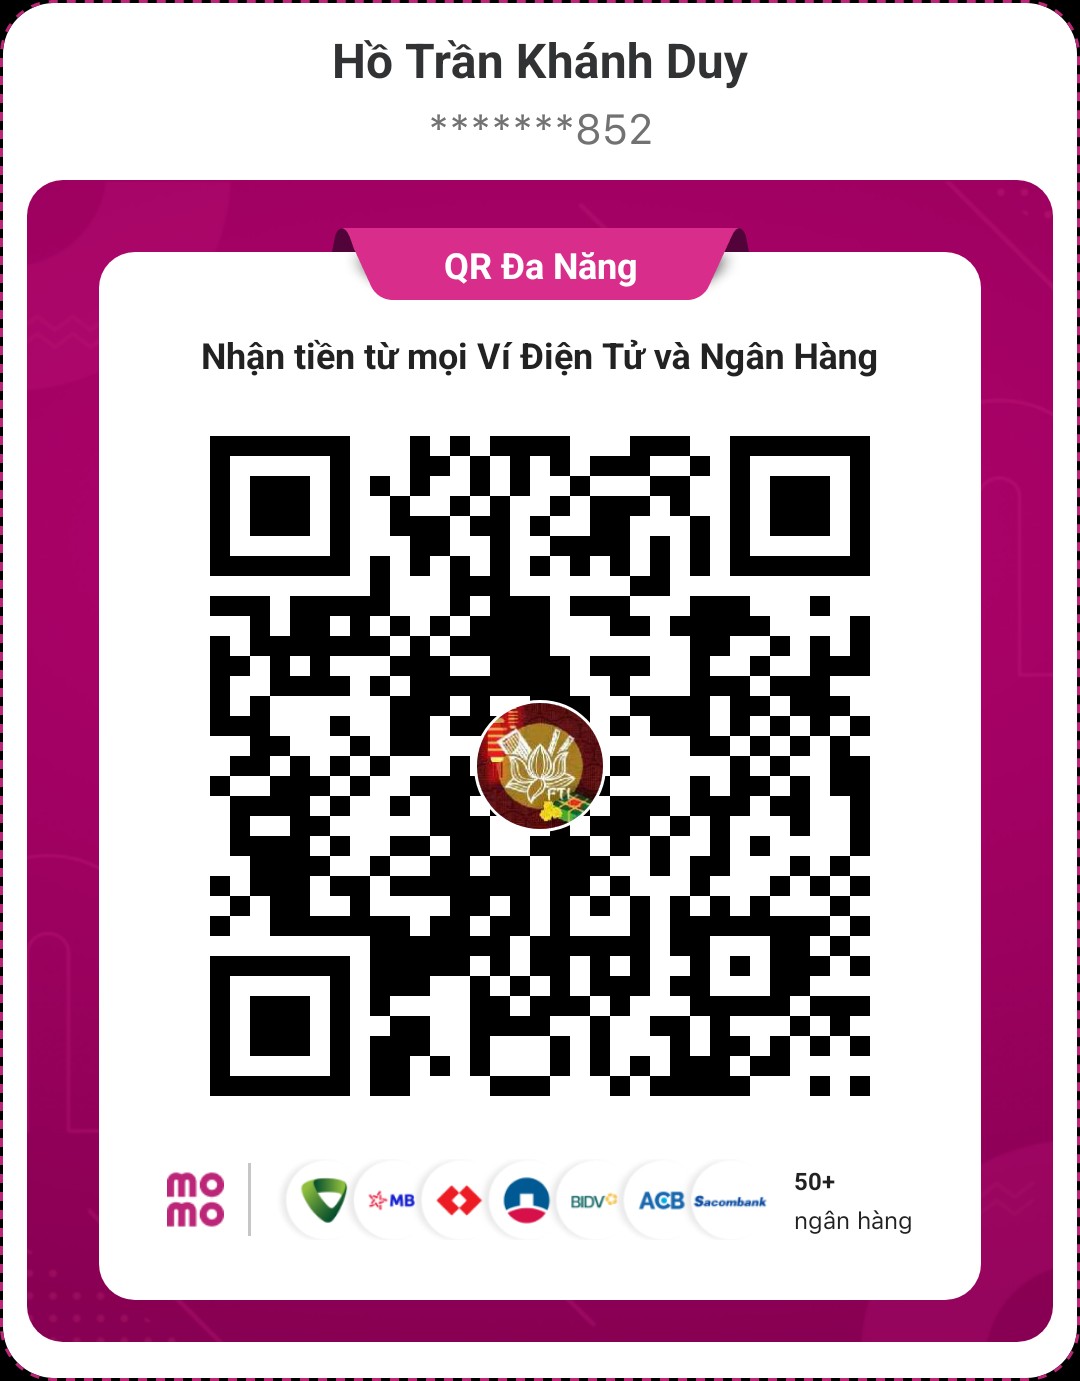 Hồ Trần Khánh Duy
*******852
QR Đa Năng
Nhận tiền từ mọi Ví Điện Tử và Ngân Hàng
FTI
mo
mo
MB
BIDV
ACB
Sacombank
50+
ngân hàng